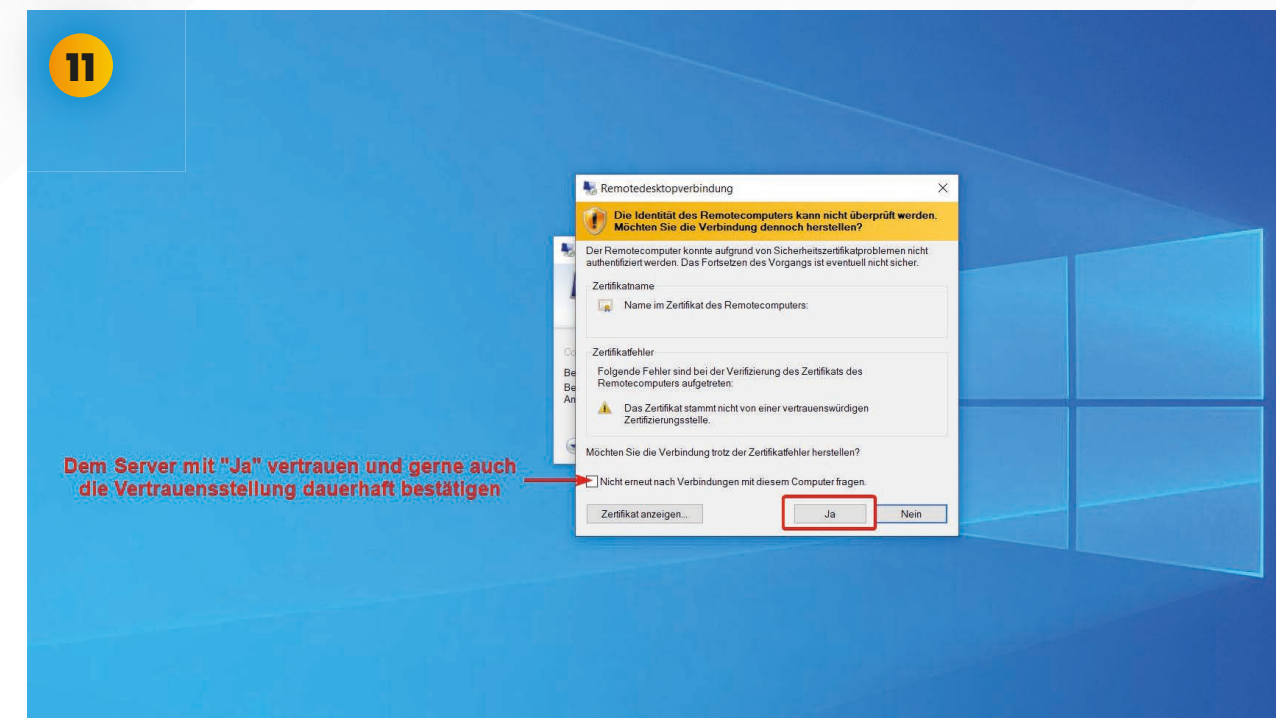 11
Remotedesktopverbindung
Die Identität des Remotecomputers kann nicht überprüft werden.
Möchten Sie die Verbindung dennoch herstellen?
Der Remotecomputer konnte aufgrund von Sicherheitszertifikatproblemen nicht
authentifiziert werden. Das Fortsetzen des Vorgangs ist eventuell nicht sicher.
Zertifikatname
Name im Zertifikat des Remotecomputers:
Zertifikatfehler
Folgende Fehler sind bei der Verifizierung des Zertifikats des
Remotecomputers aufgetreten:
Das Zertifikat stammt nicht von einer vertrauenswürdigen
Zertifizierungsstelle.
Möchten Sie die Verbindung trotz der Zertifikatfehler herstellen?
Nicht erneut nach Verbindungen mit diesem Computer fragen.
Zertifikat anzeigen...
Ja
Nein
Co
Be
Be
An
Dem Server mit "Ja" vertrauen und gerne auch
die Vertrauensstellung dauerhaft bestätigen